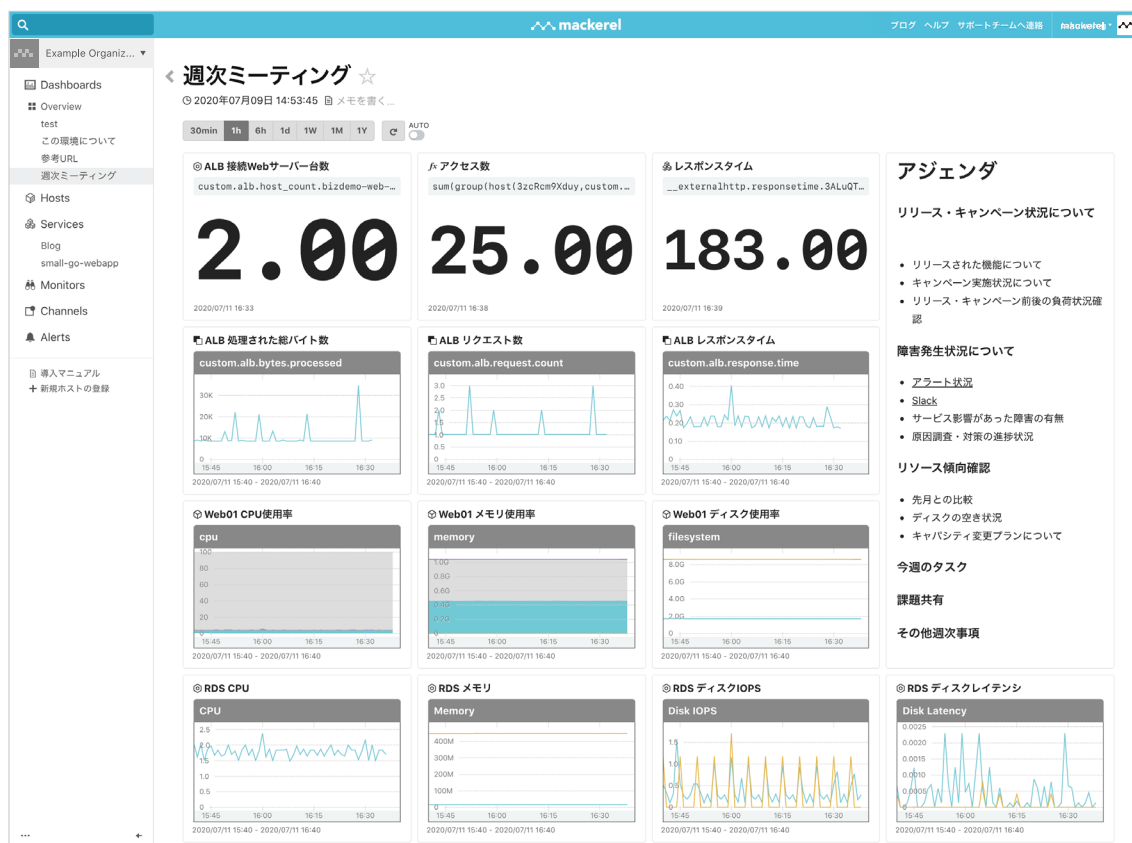 mackerel
ブログ ヘルプ サポートチームへ連絡
Example Organiz... ▼
Dashboards
Overview
test
この環境について
参考URL
週次ミーティング
Hosts
Services
Blog
small-go-webapp
Monitors
Channels
Alerts
導入マニュアル
+ 新規ホストの登録
...
週次ミーティング
2020年07月09日 14:53:45 メモを書く...
30min 1h 6h 1d 1W 1M 1Y AUTO
ALB 接続Webサーバー台数
custom.alb.host_count.bizdemo-web-…
2.00
2020/07/11 16:33
fx アクセス数
sum(group(host(3zcRcm9Xduy,custom.…
25.00
2020/07/11 16:38
レスポンスタイム
__externalhttp.responsetime.3ALuQT…
183.00
2020/07/11 16:39
アジェンダ
リリース・キャンペーン状況について
• リリースされた機能について
• キャンペーン実施状況について
• リリース・キャンペーン前後の負荷状況確
認
障害発生状況について
• アラート状況
• Slack
• サービス影響があった障害の有無
• 原因調査・対策の進捗状況
リソース傾向確認
• 先月との比較
• ディスクの空き状況
• キャパシティ変更プランについて
今週のタスク
課題共有
その他週次事項
ALB 処理された総バイト数
custom.alb.bytes.processed
30K
20K
10K
0
15:45 16:00 16:15 16:30
2020/07/11 15:40 - 2020/07/11 16:40
ALB リクエスト数
custom.alb.request.count
3.0
2.5
2.0
1.5
1.0
0.5
0
15:45 16:00 16:15 16:30
2020/07/11 15:40 - 2020/07/11 16:40
ALB レスポンスタイム
custom.alb.response.time
0.40
0.30
0.20
0.10
0
15:45 16:00 16:15 16:30
2020/07/11 15:40 - 2020/07/11 16:40
Web01 CPU使用率
cpu
100
80
60
40
20
0
15:45 16:00 16:15 16:30
2020/07/11 15:40 - 2020/07/11 16:40
Web01 メモリ使用率
memory
1.0G
0.8G
0.6G
0.4G
0.2G
0
15:45 16:00 16:15 16:30
2020/07/11 15:40 - 2020/07/11 16:40
Web01 ディスク使用率
filesystem
8.0G
6.0G
4.0G
2.0G
0
15:45 16:00 16:15 16:30
2020/07/11 15:40 - 2020/07/11 16:40
RDS CPU
CPU
2.5
2.0
1.5
1.0
0.5
0
15:45 16:00 16:15 16:30
2020/07/11 15:40 - 2020/07/11 16:40
RDS メモリ
Memory
400M
300M
200M
100M
0
15:45 16:00 16:15 16:30
2020/07/11 15:40 - 2020/07/11 16:40
RDS ディスクIOPS
Disk IOPS
1.5
1.0
0.5
0
15:45 16:00 16:15 16:30
2020/07/11 15:40 - 2020/07/11 16:40
RDS ディスクレイテンシ
Disk Latency
0.0025
0.0020
0.0015
0.0010
0.0005
0
15:45 16:00 16:15 16:30
2020/07/11 15:40 - 2020/07/11 16:40